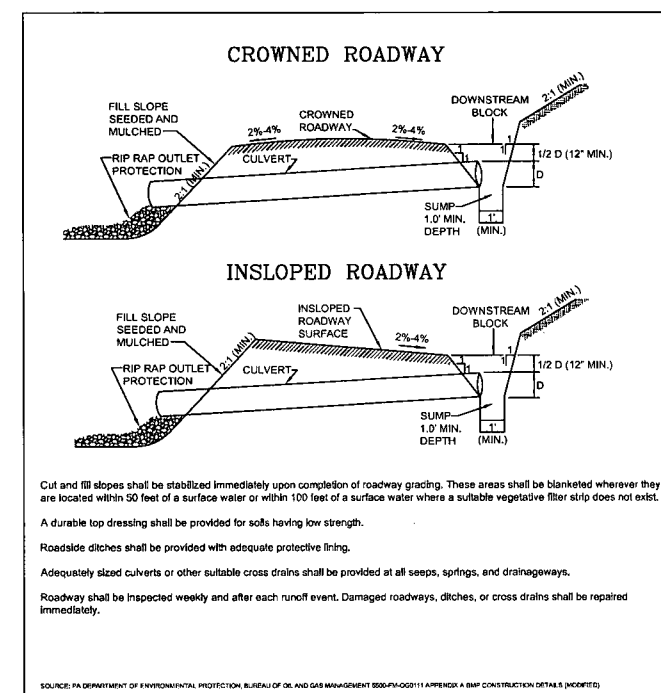 CROWNED ROADWAY
FILL SLOPE
SEEDED AND
MULCHED
RIP RAP OUTLET
PROTECTION
2:1 (MIN.)
2%-4%
CROWNED
ROADWAY
2%-4%
CULVERT
DOWNSTREAM
BLOCK
2:1 (MIN.)
1
1
1
1
1/2 D (12" MIN.)
D
SUMP
1.0' MIN.
DEPTH
1'
(MIN.)
INSLOPED ROADWAY
FILL SLOPE
SEEDED AND
MULCHED
RIP RAP OUTLET
PROTECTION
2:1 (MIN.)
INSLOPED
ROADWAY
SURFACE
2%-4%
CULVERT
DOWNSTREAM
BLOCK
2:1 (MIN.)
1
1
1
1
1/2 D (12" MIN.)
D
SUMP
1.0' MIN.
DEPTH
1'
(MIN.)
Cut and fill slopes shall be stabilized immediately upon completion of roadway grading. These areas shall be blanketed wherever they
are located within 50 feet of a surface water or within 100 feet of a surface water where a suitable vegetative filter strip does not exist.
A durable top dressing shall be provided for soils having low strength.
Roadside ditches shall be provided with adequate protective lining.
Adequately sized culverts or other suitable cross drains shall be provided at all seeps, springs, and drainageways.
Roadway shall be inspected weekly and after each runoff event. Damaged roadways, ditches, or cross drains shall be repaired
immediately.
SOURCE: PA DEPARTMENT OF ENVIRONMENTAL PROTECTION, BUREAU OF OIL AND GAS MANAGEMENT 5500-FM-OG0111 APPENDIX A BMP CONSTRUCTION DETAILS (MODIFIED)